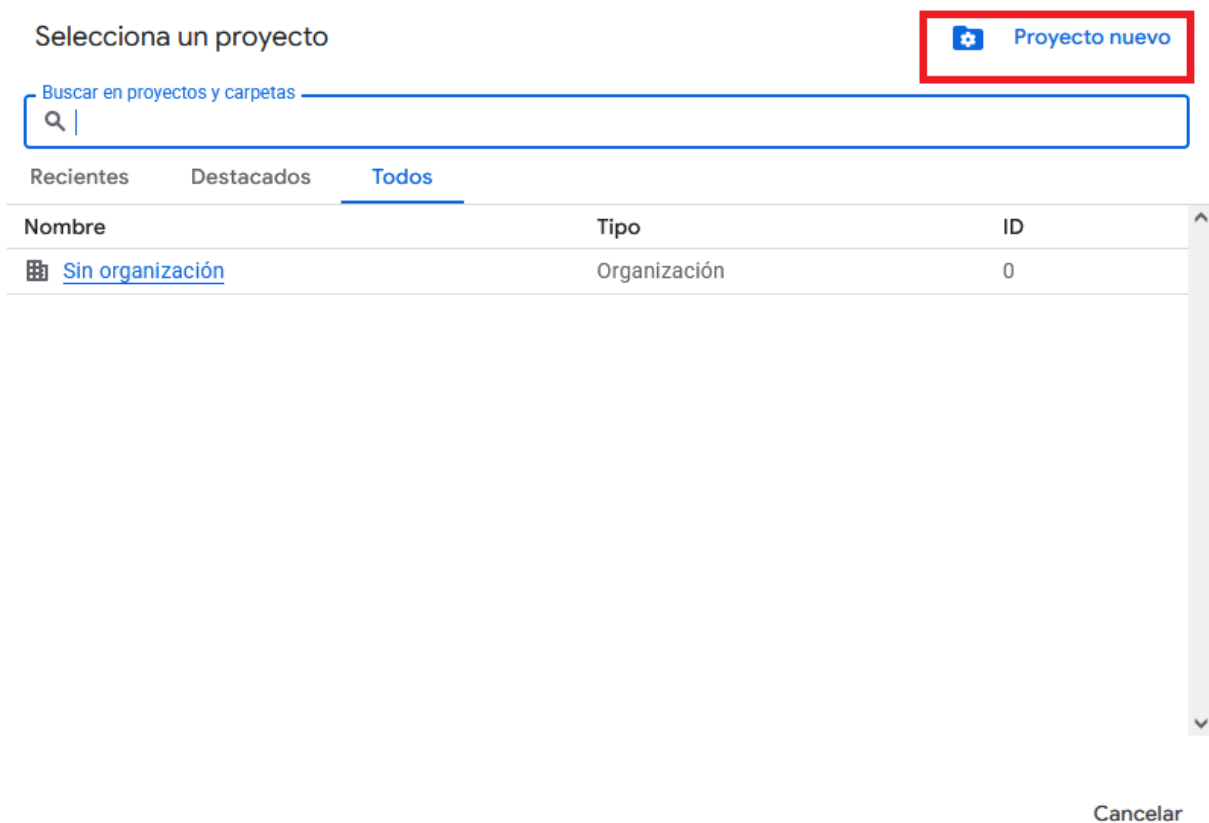 Selecciona un proyecto
Proyecto nuevo
Buscar en proyectos y carpetas
Recientes Destacados Todos
Nombre Tipo ID
Sin organización Organización 0
Cancelar